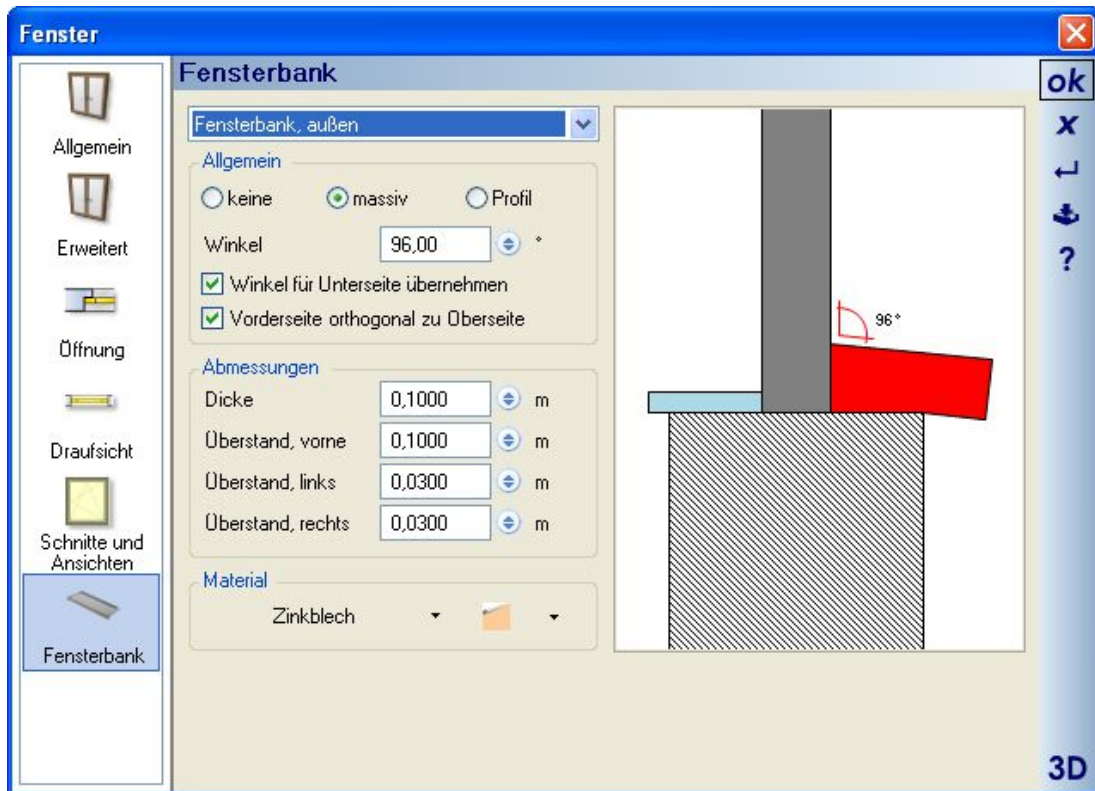 Fenster
Allgemein
Erweitert
Öffnung
Draufsicht
Schnitte und
Ansichten
Fensterbank
Fensterbank
Fensterbank, außen
Allgemein
keine massiv Profil
Winkel 96,00 °
Winkel für Unterseite übernehmen
Vorderseite orthogonal zu Oberseite
Abmessungen
Dicke 0,1000 m
Überstand, vorne 0,1000 m
Überstand, links 0,0300 m
Überstand, rechts 0,0300 m
Material
Zinkblech
96°
ok
x
?
3D